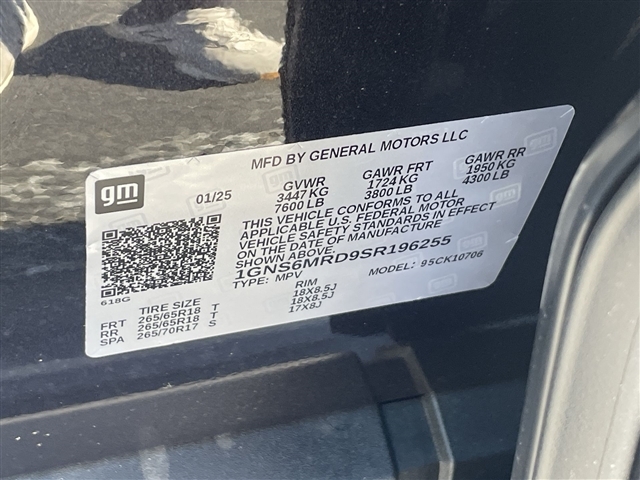 MFD BY GENERAL MOTORS LLC
gm
01/25 GVWR GAWR FRT GAWR RR
3447 KG 1724 KG 1950 KG
7600 LB 3800 LB 4300 LB
THIS VEHICLE CONFORMS TO ALL
APPLICABLE U.S. FEDERAL MOTOR
VEHICLE SAFETY STANDARDS IN EFFECT
ON THE DATE OF MANUFACTURE
SHOWN ABOVE.
1GNS6MRD9SR196255
TYPE: MPV MODEL: 95CK10706
618G
TIRE SIZE RIM
FRT 265/65R18 T 18X8.5J
RR 265/65R18 T 18X8.5J
SPA 265/70R17 S 17X8J